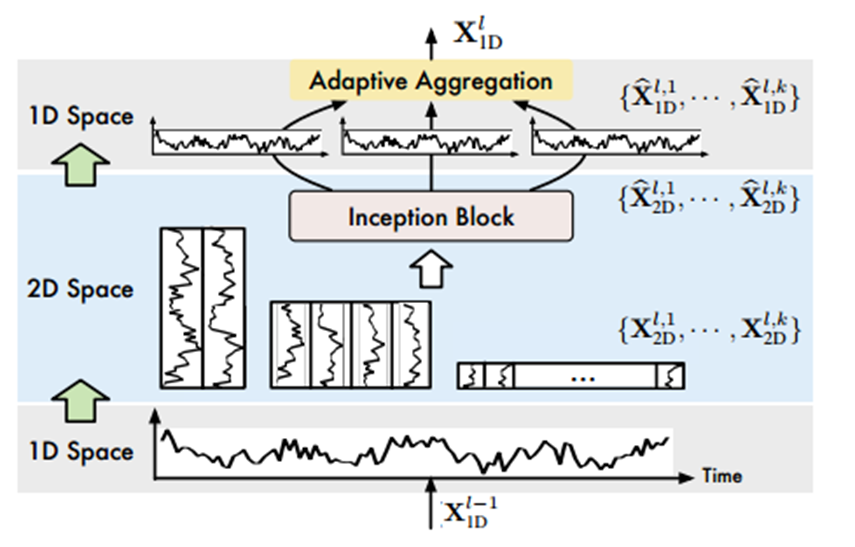 X^l_1D
Adaptive Aggregation
{X̂^{l,1}_1D, ⋯ , X̂^{l,k}_1D}
1D Space
{X̂^{l,1}_2D, ⋯ , X̂^{l,k}_2D}
Inception Block
2D Space
{X^{l,1}_2D, ⋯ , X^{l,k}_2D}
...
1D Space
Time
X^{l−1}_1D